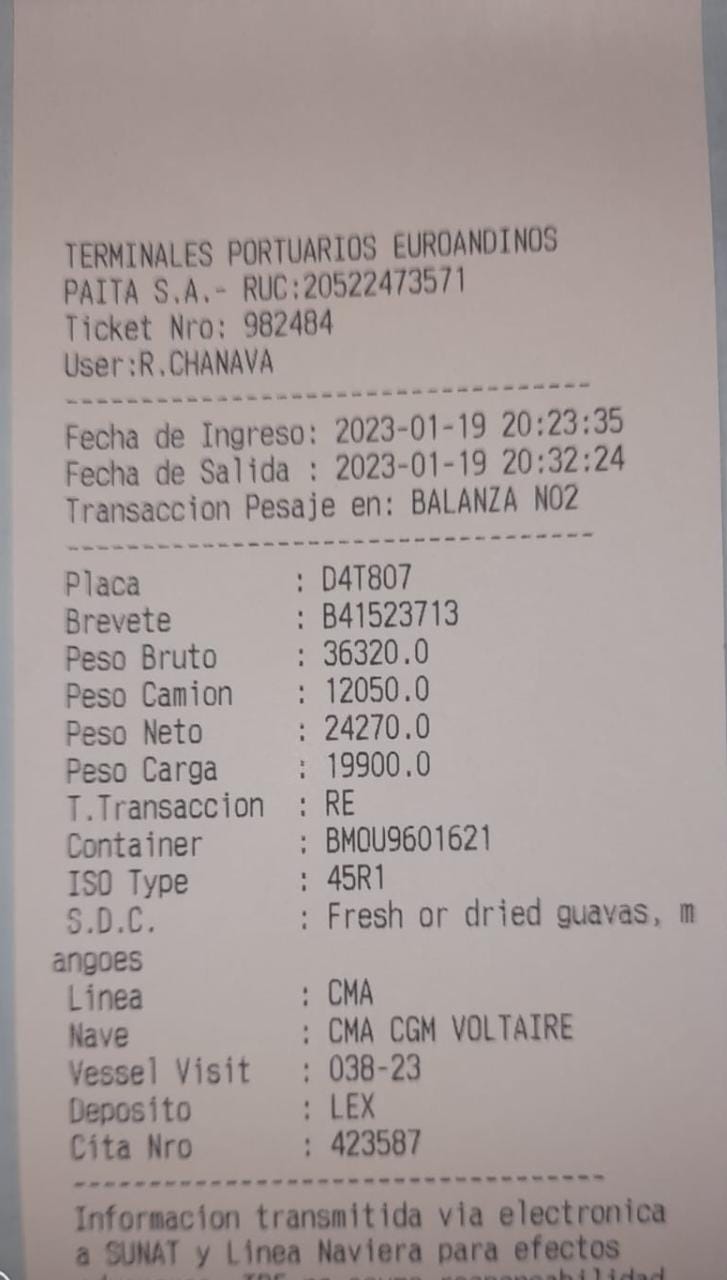 TERMINALES PORTUARIOS EUROANDINOS
PAITA S.A.- RUC:20522473571
Ticket Nro: 982484
User:R.CHANAVA
-----------------------------------
Fecha de Ingreso: 2023-01-19 20:23:35
Fecha de Salida : 2023-01-19 20:32:24
Transaccion Pesaje en: BALANZA NO2
-----------------------------------
Placa : D4T807
Brevete : B41523713
Peso Bruto : 36320.0
Peso Camion : 12050.0
Peso Neto : 24270.0
Peso Carga : 19900.0
T.Transaccion : RE
Container : BMOU9601621
ISO Type : 45R1
S.D.C. : Fresh or dried guavas, m
angoes
Linea : CMA
Nave : CMA CGM VOLTAIRE
Vessel Visit : 038-23
Deposito : LEX
Cita Nro : 423587
-----------------------------------
Informacion transmitida via electronica
a SUNAT y Linea Naviera para efectos